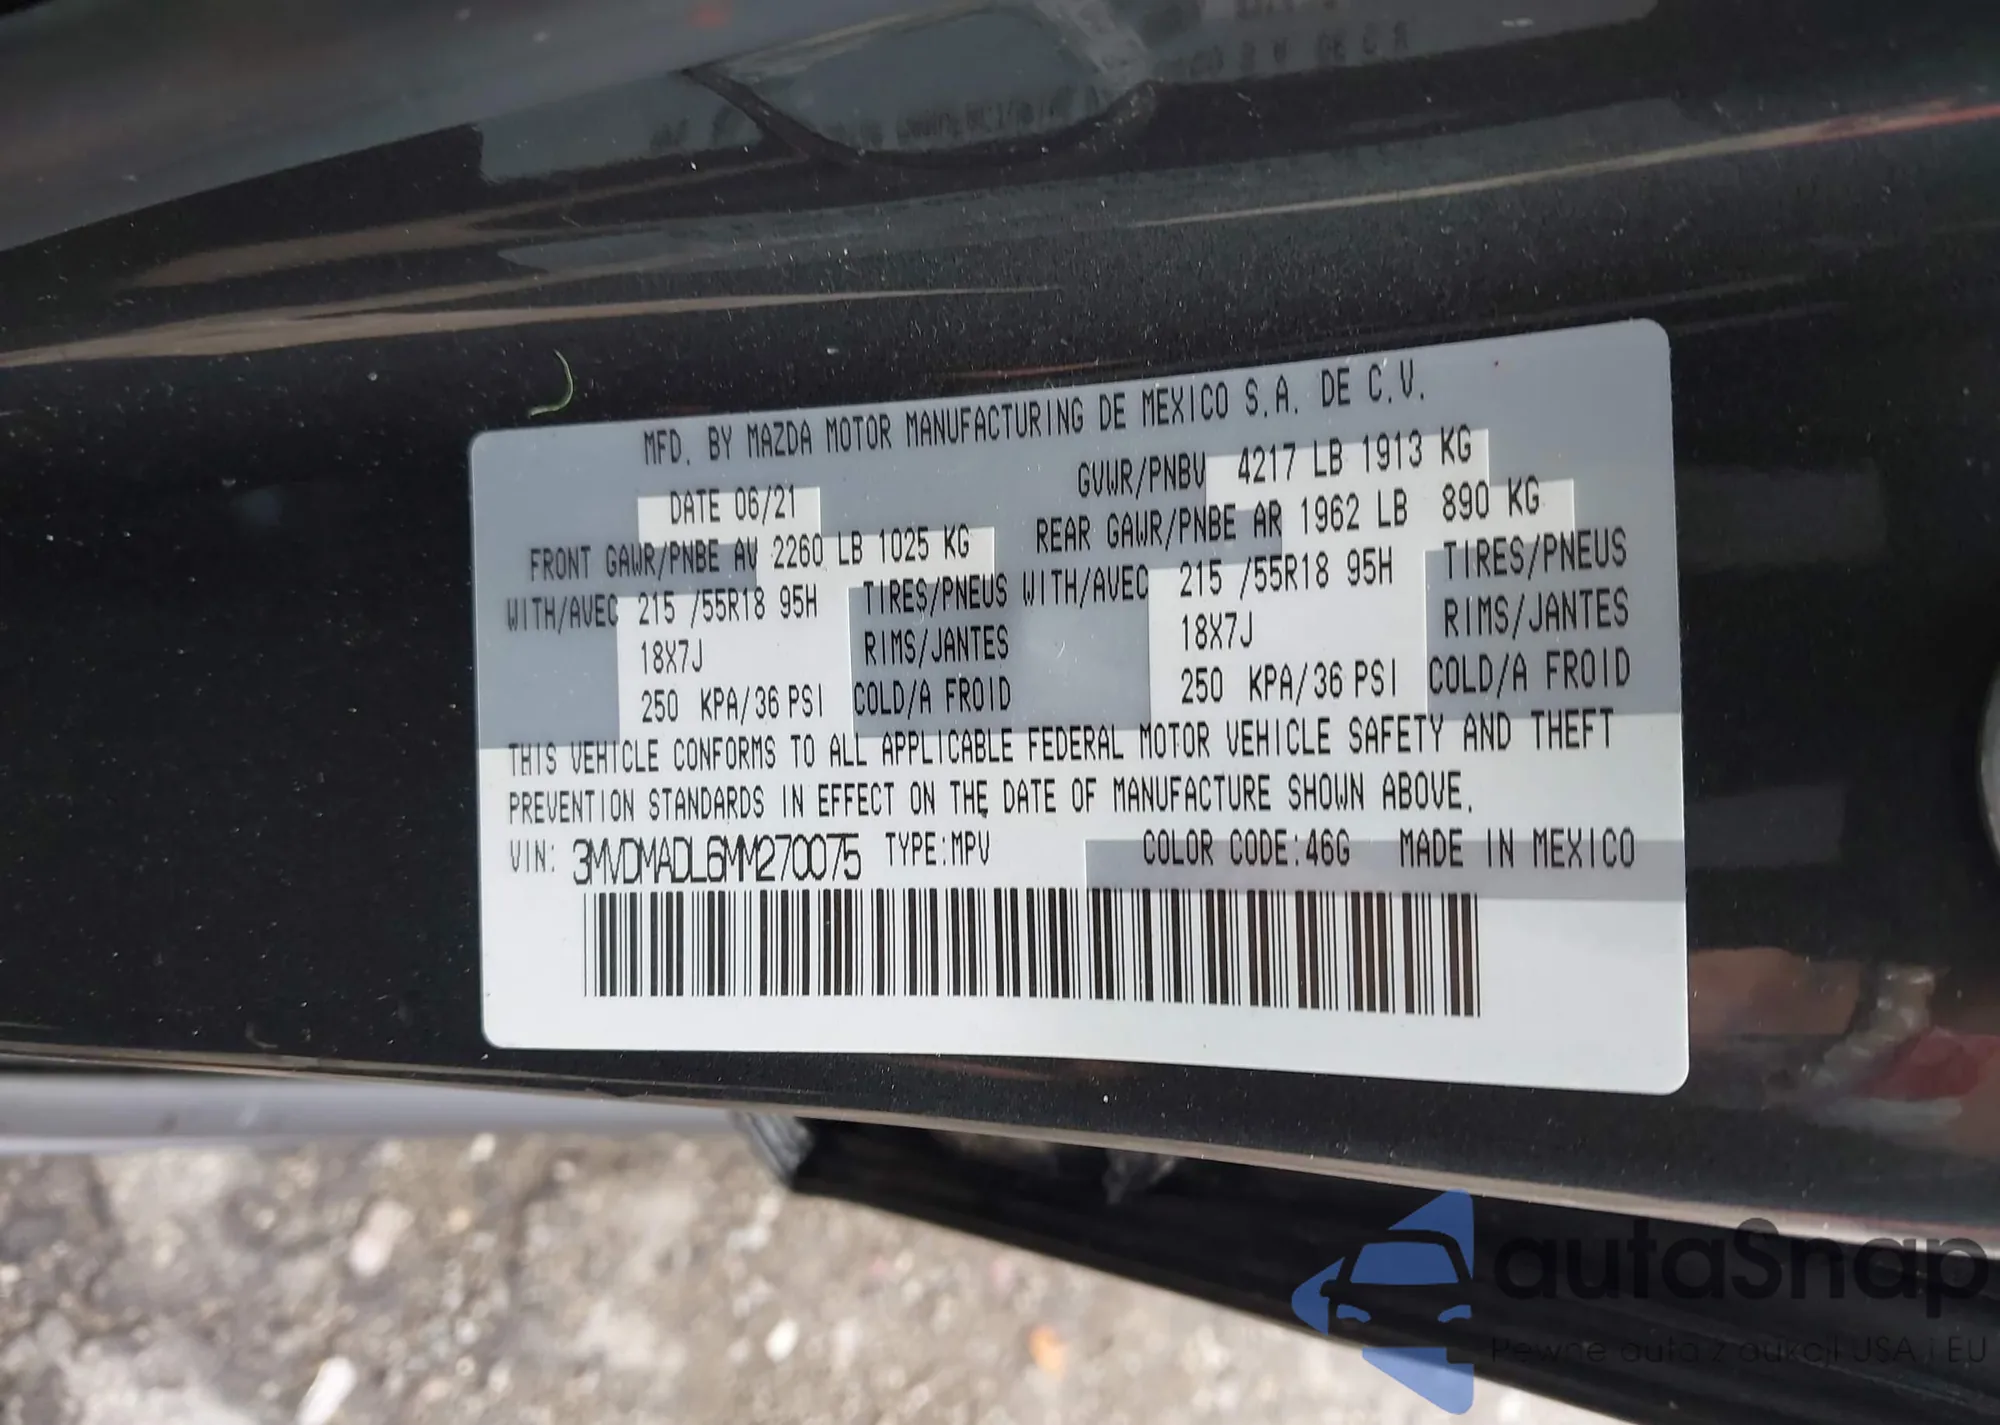 MFD. BY MAZDA MOTOR MANUFACTURING DE MEXICO S.A. DE C.V.
DATE 06/21 GVWR/PNBV 4217 LB 1913 KG
FRONT GAWR/PNBE AV 2260 LB 1025 KG REAR GAWR/PNBE AR 1962 LB 890 KG
WITH/AVEC 215 /55R18 95H TIRES/PNEUS WITH/AVEC 215 /55R18 95H TIRES/PNEUS
18X7J RIMS/JANTES 18X7J RIMS/JANTES
250 KPA/36 PSI COLD/A FROID 250 KPA/36 PSI COLD/A FROID
THIS VEHICLE CONFORMS TO ALL APPLICABLE FEDERAL MOTOR VEHICLE SAFETY AND THEFT
PREVENTION STANDARDS IN EFFECT ON THE DATE OF MANUFACTURE SHOWN ABOVE.
VIN: 3MVDMADL6MM270075 TYPE:MPV COLOR CODE:46G MADE IN MEXICO
autaSnap
Pewne auta z aukcji USA i EU